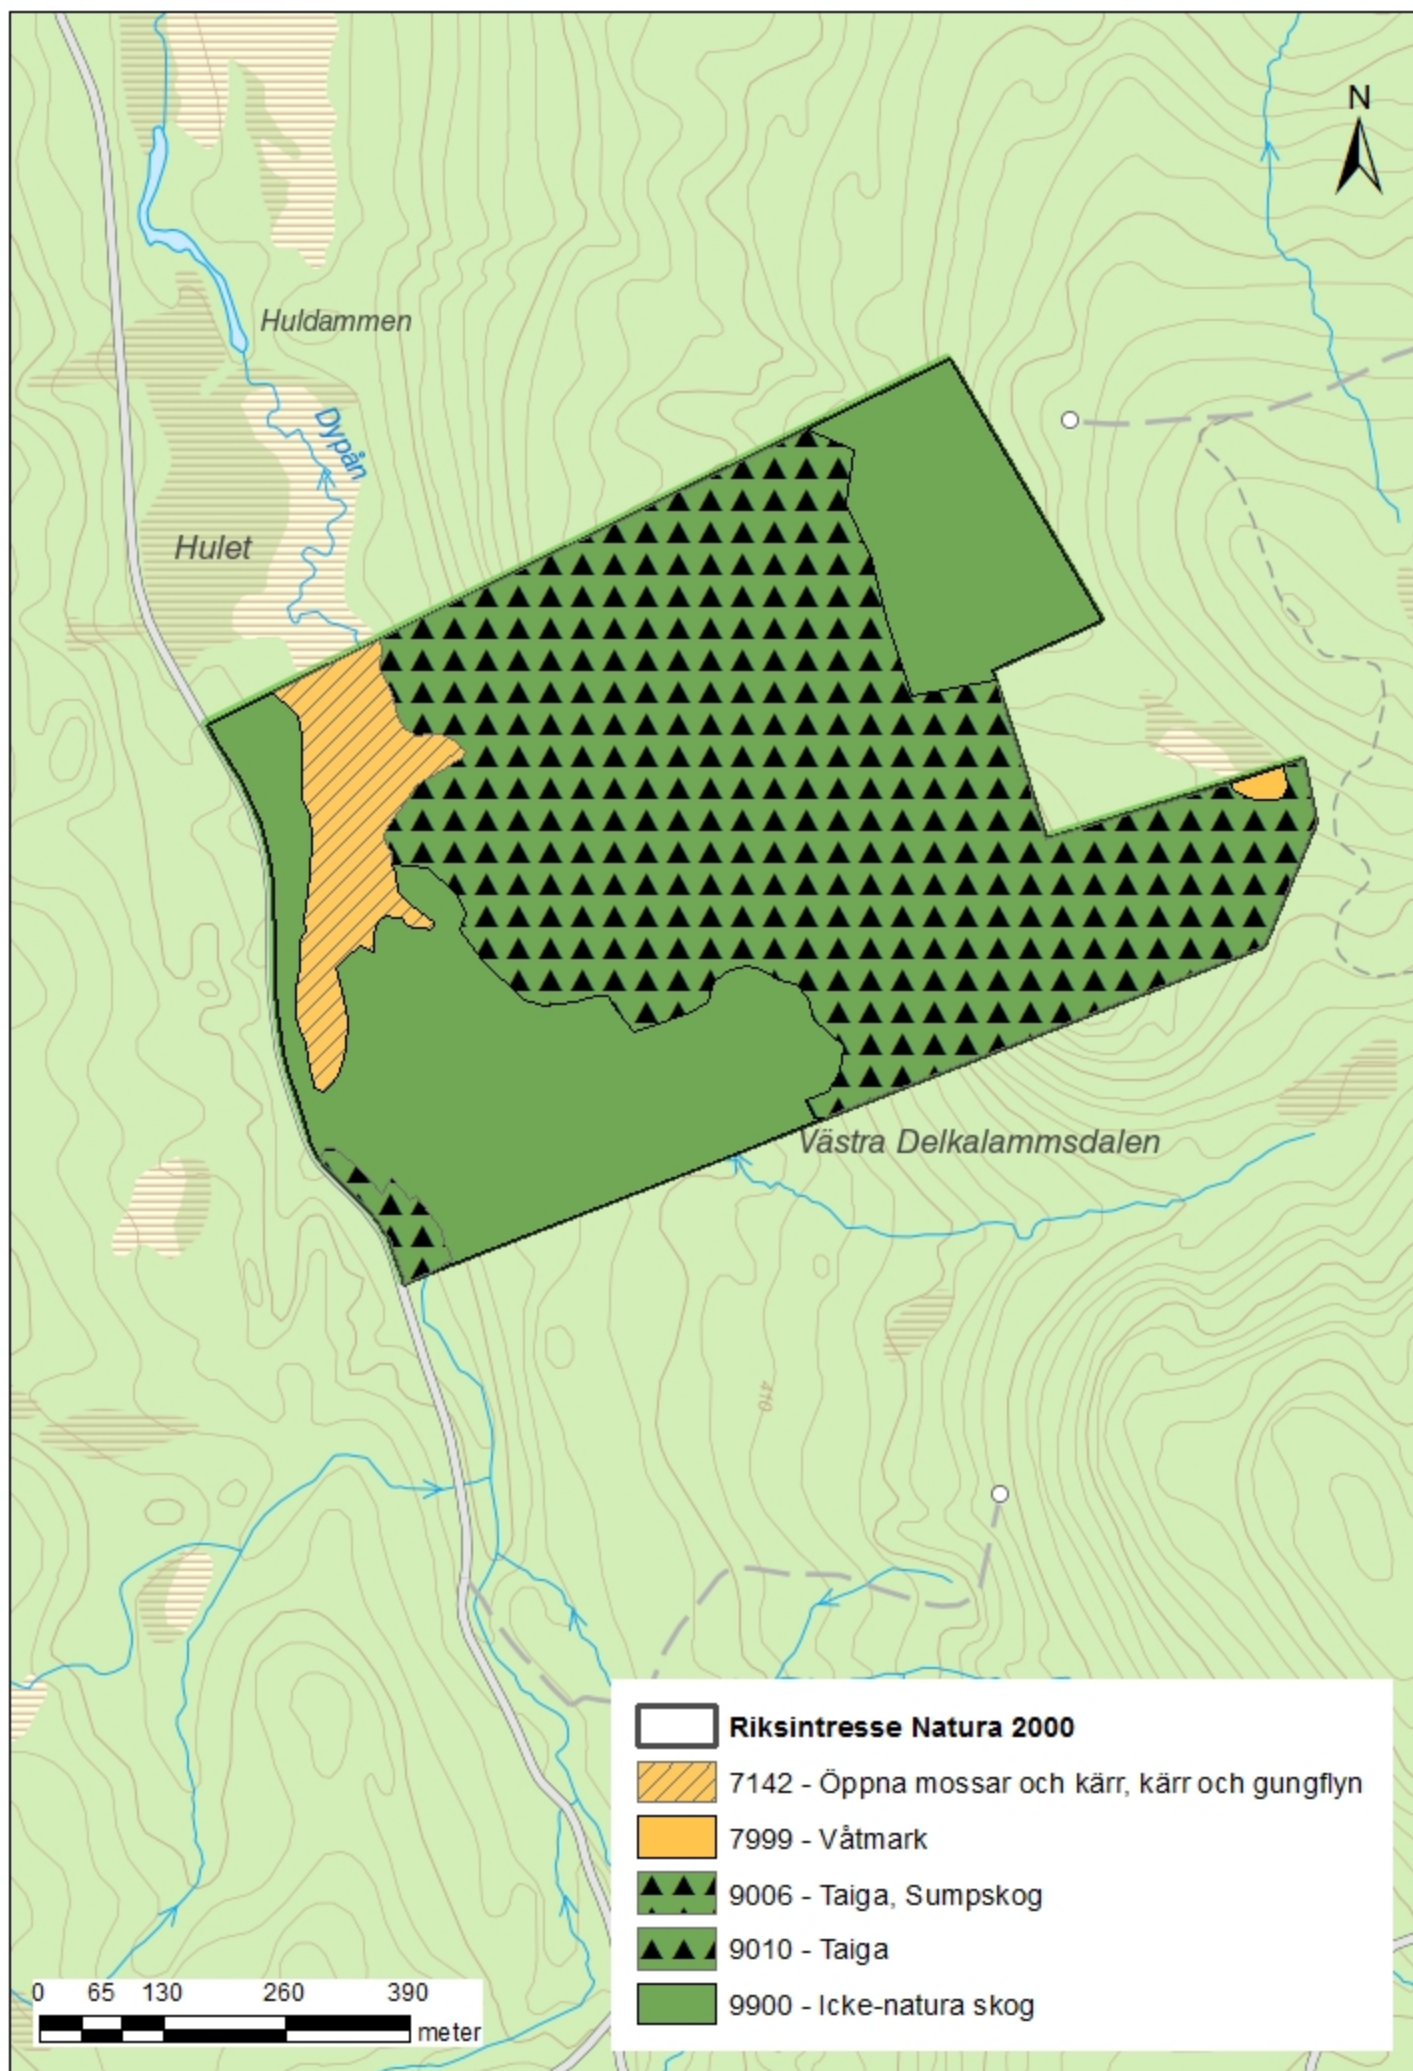 N
Huldammen
Dypån
Hulet
Västra Delkalammsdalen
410
Riksintresse Natura 2000
7142 - Öppna mossar och kärr, kärr och gungflyn
7999 - Våtmark
9006 - Taiga, Sumpskog
9010 - Taiga
9900 - Icke-natura skog
0 65 130 260 390
meter